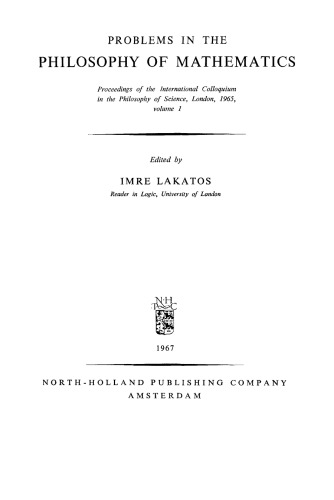 PROBLEMS IN THE
PHILOSOPHY OF MATHEMATICS
Proceedings of the International Colloquium
in the Philosophy of Science, London, 1965,
volume 1
Edited by
IMRE LAKATOS
Reader in Logic, University of London
N·H
1967
NORTH-HOLLAND PUBLISHING COMPANY
AMSTERDAM